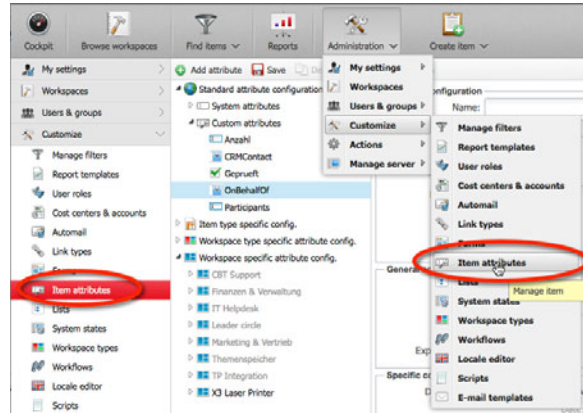 Cockpit
Browse workspaces
Find items
Reports
Administration
Create item
My settings
Workspaces
Users & groups
Customize
Manage filters
Report templates
User roles
Cost centers & accounts
Automail
Link types
Item attributes
Lists
System states
Workspace types
Workflows
Locale editor
Scripts
Add attribute
Save
Standard attribute configuration
System attributes
Custom attributes
Anzahl
CRMContact
Geprueft
OnBehalfOf
Participants
Item type specific config.
Workspace type specific attribute config.
Workspace specific attribute config.
CBT Support
Finanzen & Verwaltung
IT Helpdesk
Leader circle
Marketing & Vertrieb
Themenspeicher
TP Integration
X3 Laser Printer
My settings
Workspaces
Users & groups
Customize
Actions
Manage server
Name:
Manage filters
Report templates
User roles
Cost centers & accounts
Automail
Link types
Forms
Item attributes
Manage item
Lists
System states
Workspace types
Workflows
Locale editor
Scripts
E-mail templates